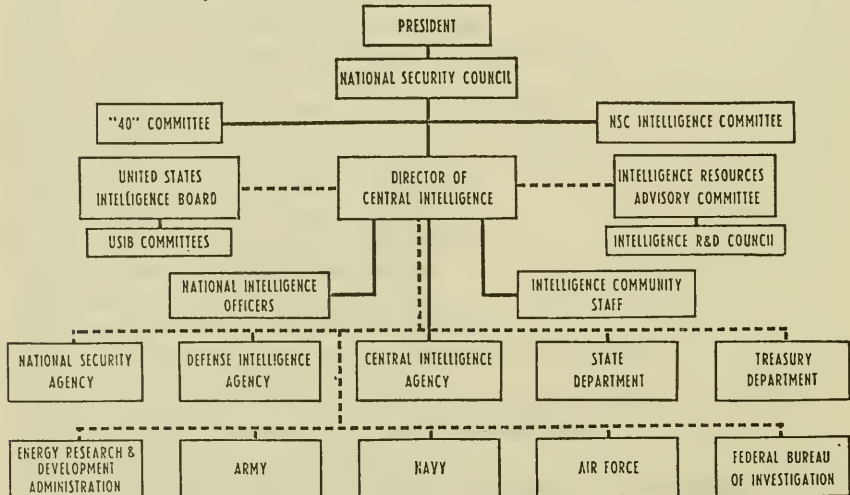 PRESIDENT
NATIONAL SECURITY COUNCIL
"40" COMMITTEE
NSC INTELLIGENCE COMMITTEE
UNITED STATES
INTELLIGENCE BOARD
DIRECTOR OF
CENTRAL INTELLIGENCE
INTELLIGENCE RESOURCES
ADVISORY COMMITTEE
USIB COMMITTEES
INTELLIGENCE R&D COUNCIL
NATIONAL INTELLIGENCE
OFFICERS
INTELLIGENCE COMMUNITY
STAFF
NATIONAL SECURITY
AGENCY
DEFENSE INTELLIGENCE
AGENCY
CENTRAL INTELLIGENCE
AGENCY
STATE
DEPARTMENT
TREASURY
DEPARTMENT
ENERGY RESEARCH &
DEVELOPMENT
ADMINISTRATION
ARMY
NAVY
AIR FORCE
FEDERAL BUREAU
OF INVESTIGATION